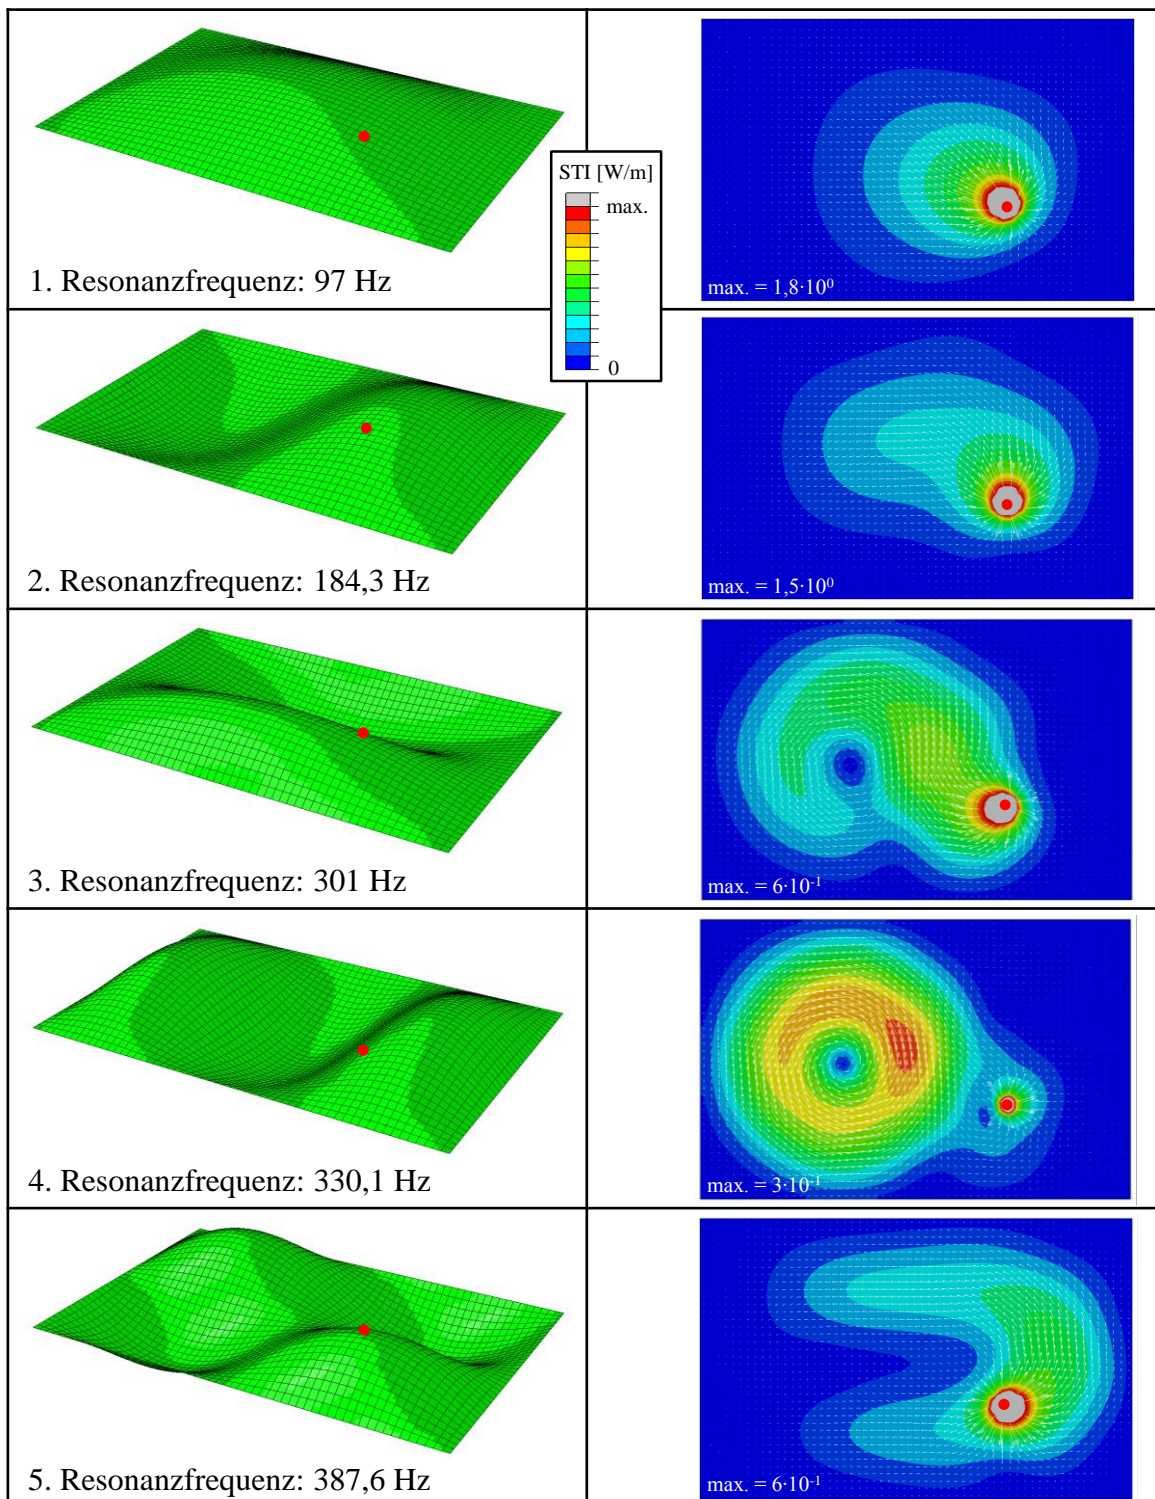 STI [W/m]
max.
0
1. Resonanzfrequenz: 97 Hz
max. = 1,8·10⁰
2. Resonanzfrequenz: 184,3 Hz
max. = 1,5·10⁰
3. Resonanzfrequenz: 301 Hz
max. = 6·10⁻¹
4. Resonanzfrequenz: 330,1 Hz
max. = 3·10⁻¹
5. Resonanzfrequenz: 387,6 Hz
max. = 6·10⁻¹